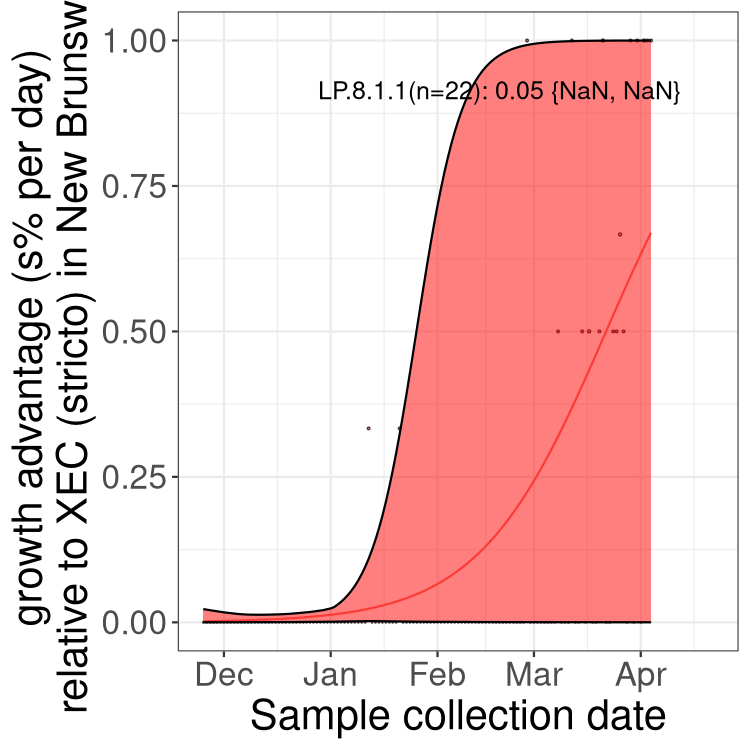 growth advantage (s% per day)
relative to XEC (stricto) in New Brunsw
1.00
0.75
0.50
0.25
0.00
LP.8.1.1(n=22): 0.05 {NaN, NaN}
Dec Jan Feb Mar Apr
Sample collection date